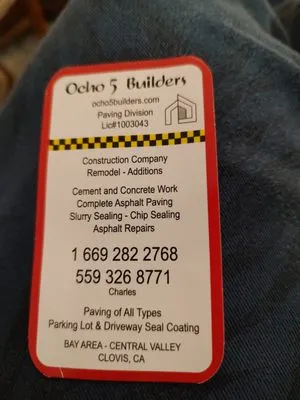 Ocho 5 Builders
ocho5builders.com
Paving Division
Lic#1003043
Construction Company
Remodel - Additions
Cement and Concrete Work
Complete Asphalt Paving
Slurry Sealing - Chip Sealing
Asphalt Repairs
1 669 282 2768
559 326 8771
Charles
Paving of All Types
Parking Lot & Driveway Seal Coating
BAY AREA - CENTRAL VALLEY
CLOVIS, CA